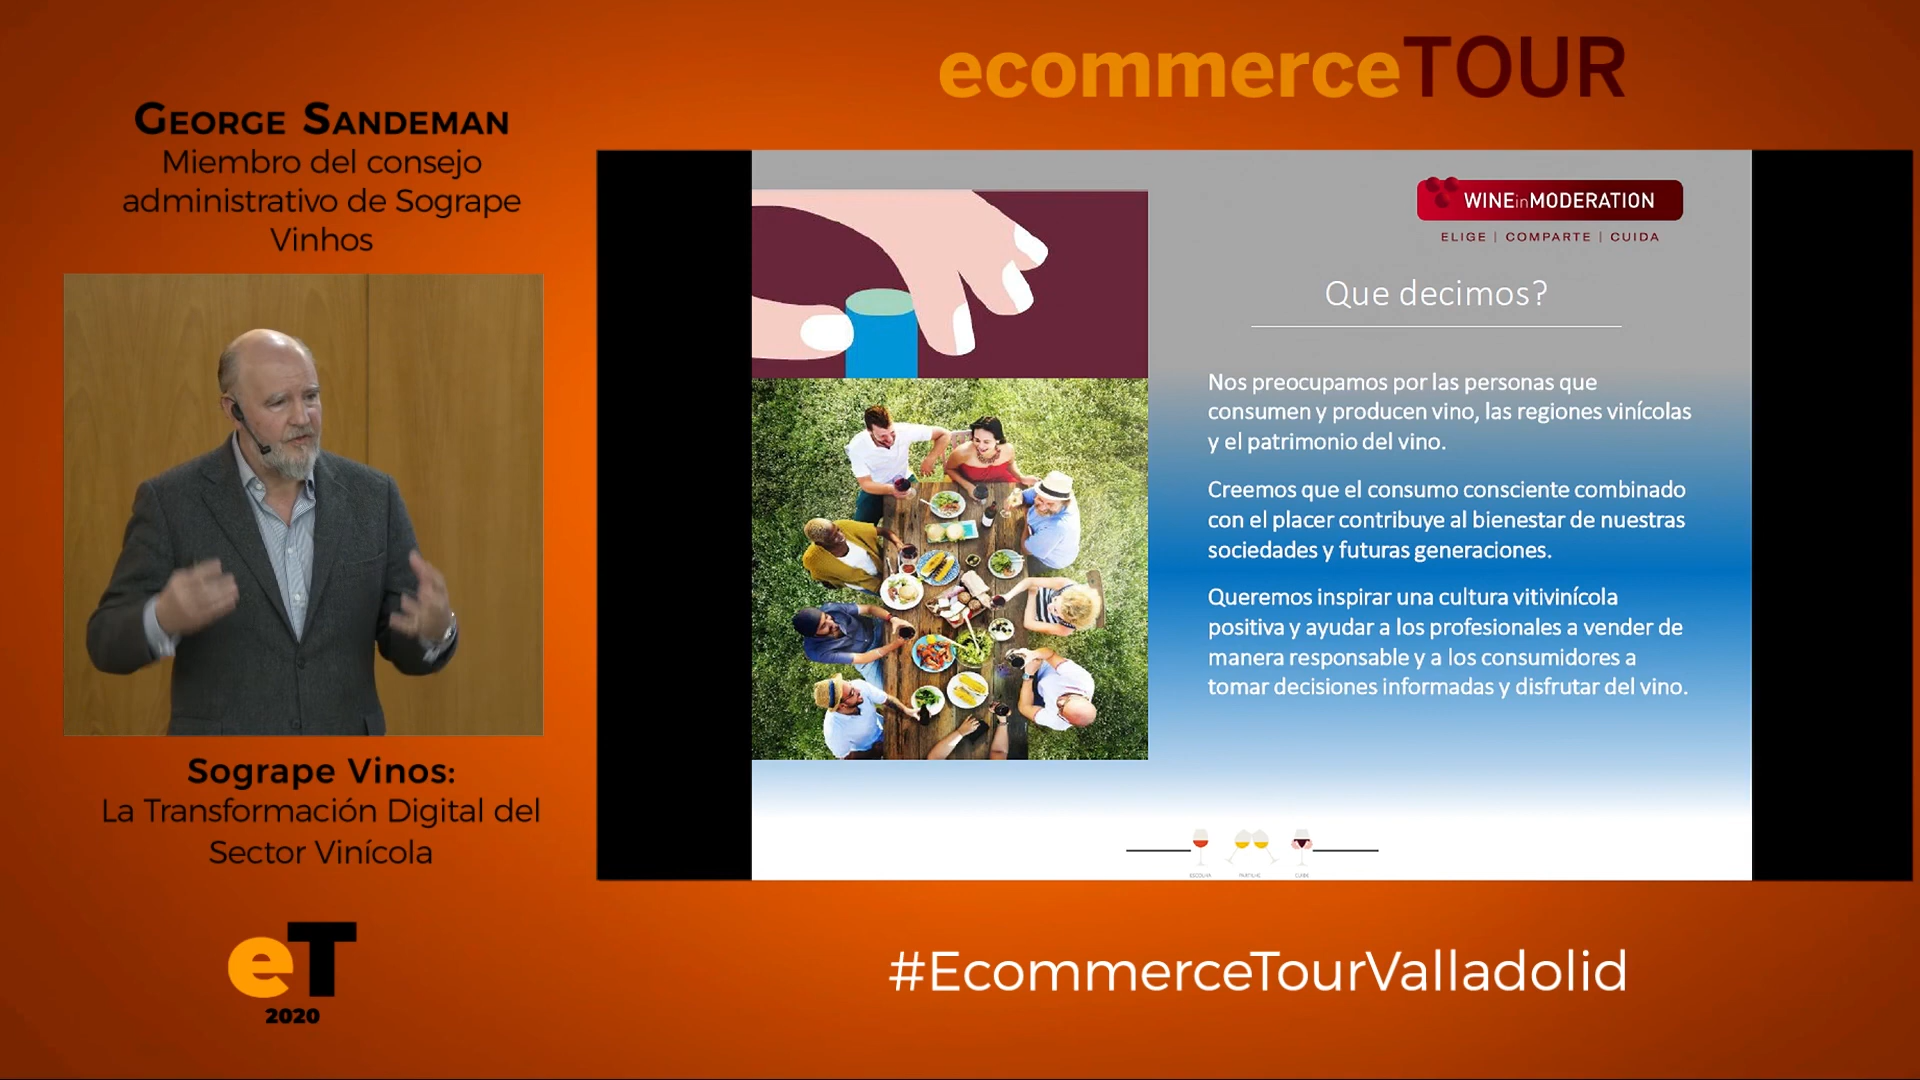 ecommerceTOUR
GEORGE SANDEMAN
Miembro del consejo
administrativo de Sogrape
Vinhos
Sogrape Vinos:
La Transformación Digital del
Sector Vinícola
eT
2020
WINEinMODERATION
ELIGE | COMPARTE | CUIDA
Que decimos?
Nos preocupamos por las personas que
consumen y producen vino, las regiones vinícolas
y el patrimonio del vino.
Creemos que el consumo consciente combinado
con el placer contribuye al bienestar de nuestras
sociedades y futuras generaciones.
Queremos inspirar una cultura vitivinícola
positiva y ayudar a los profesionales a vender de
manera responsable y a los consumidores a
tomar decisiones informadas y disfrutar del vino.
#EcommerceTourValladolid